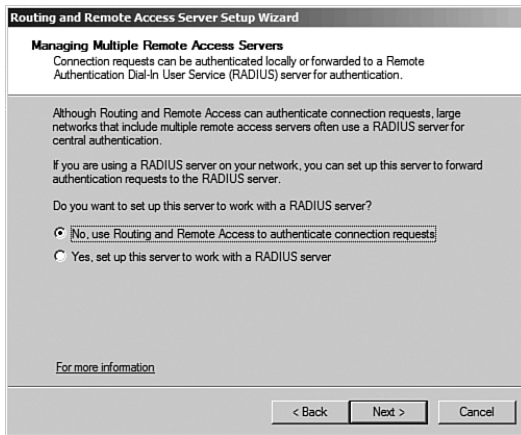 Routing and Remote Access Server Setup Wizard
Managing Multiple Remote Access Servers
Connection requests can be authenticated locally or forwarded to a Remote
Authentication Dial-In User Service (RADIUS) server for authentication.
Although Routing and Remote Access can authenticate connection requests, large
networks that include multiple remote access servers often use a RADIUS server for
central authentication.
If you are using a RADIUS server on your network, you can set up this server to forward
authentication requests to the RADIUS server.
Do you want to set up this server to work with a RADIUS server?
No, use Routing and Remote Access to authenticate connection requests
Yes, set up this server to work with a RADIUS server
For more information
< Back Next > Cancel